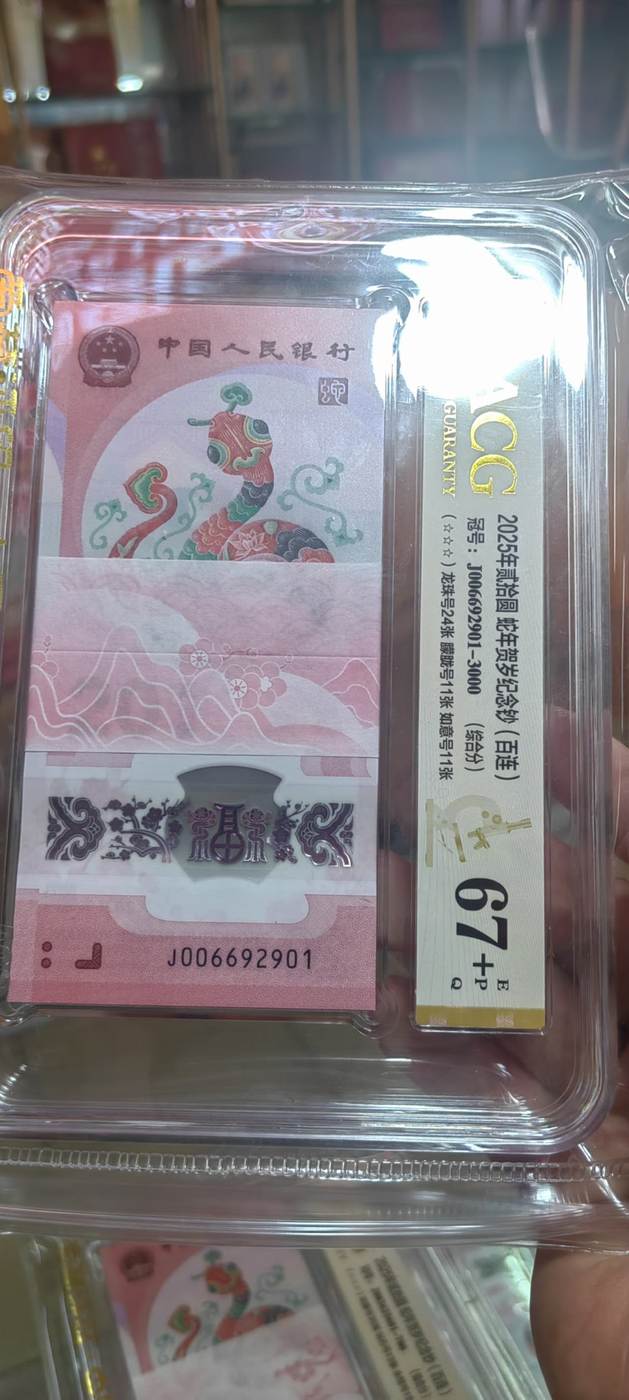 中国人民银行
J006692901
ACG
GUARANTY
2025年贰拾圆 蛇年贺岁纪念钞（百连）
冠号：J006692901-3000 （综合分）
（☆☆☆）龙珠号24张 朦胧号11张 如意号11张
67+
E
P
Q